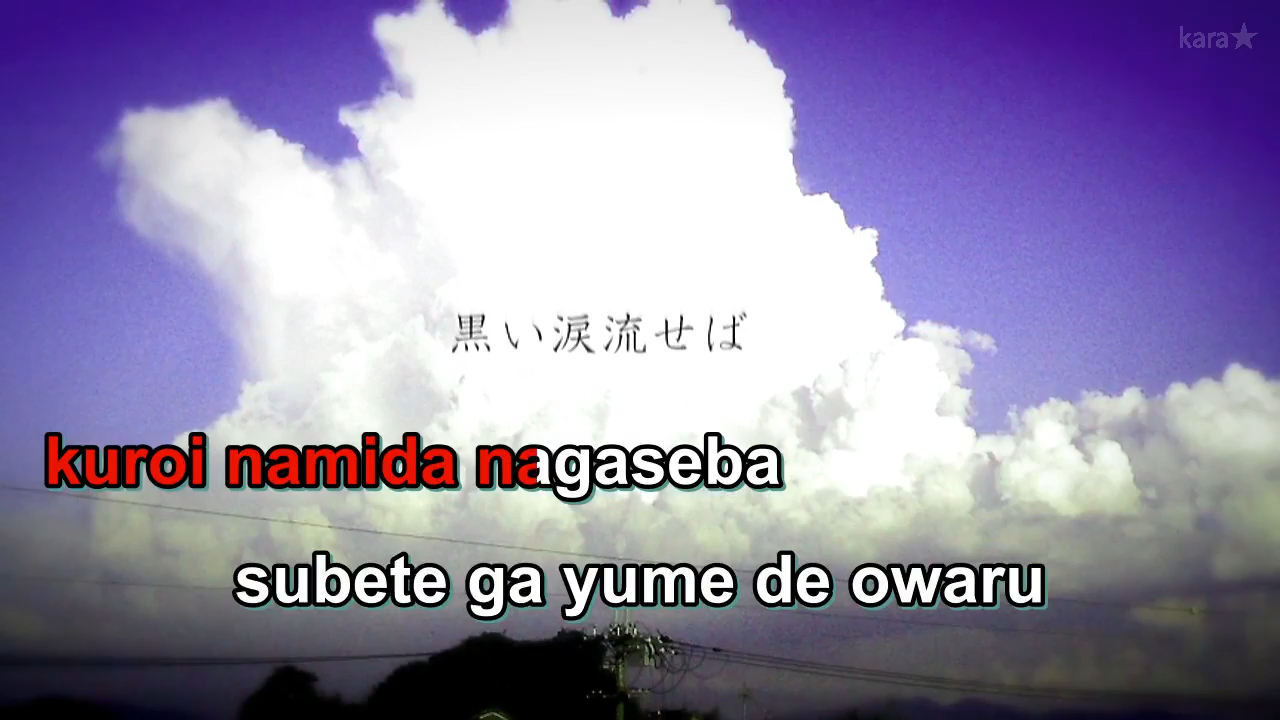 kara★
黒い涙流せば
kuroi namida nagaseba
subete ga yume de owaru